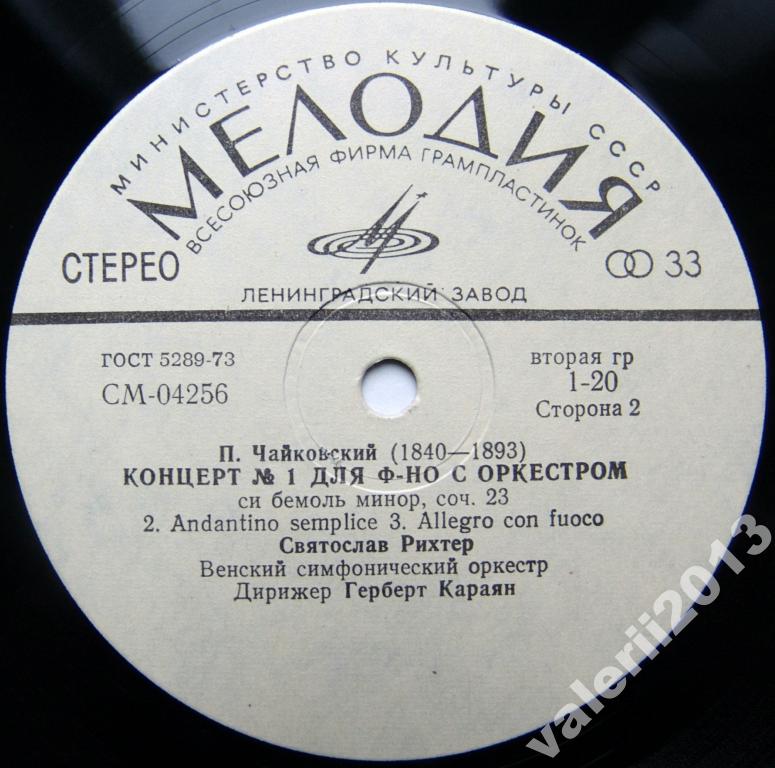 МИНИСТЕРСТВО КУЛЬТУРЫ СССР
МЕЛОДИЯ
ВСЕСОЮЗНАЯ ФИРМА ГРАМПЛАСТИНОК
СТЕРЕО
33
ЛЕНИНГРАДСКИЙ ЗАВОД
ГОСТ 5289-73
вторая гр
СМ-04256
1-20
Сторона 2
П. Чайковский (1840—1893)
КОНЦЕРТ № 1 ДЛЯ Ф-НО С ОРКЕСТРОМ
си бемоль минор, соч. 23
2. Andantino semplice 3. Allegro con fuoco
Святослав Рихтер
Венский симфонический оркестр
Дирижер Герберт Караян
valerii2013